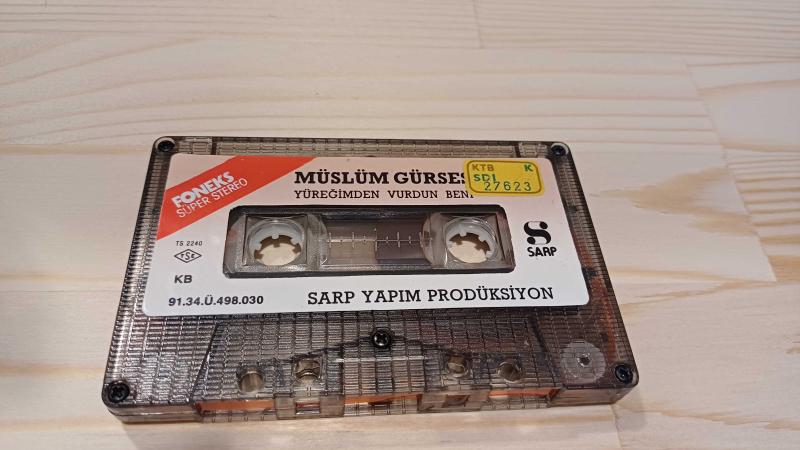 FONEKS
SÜPER STEREO
MÜSLÜM GÜRSES
YÜREĞİMDEN VURDUN BENİ
KTB K
SDI
27623
TS 2240
TSE
KB
91.34.Ü.498.030
S
SARP
SARP YAPIM PRODÜKSİYON